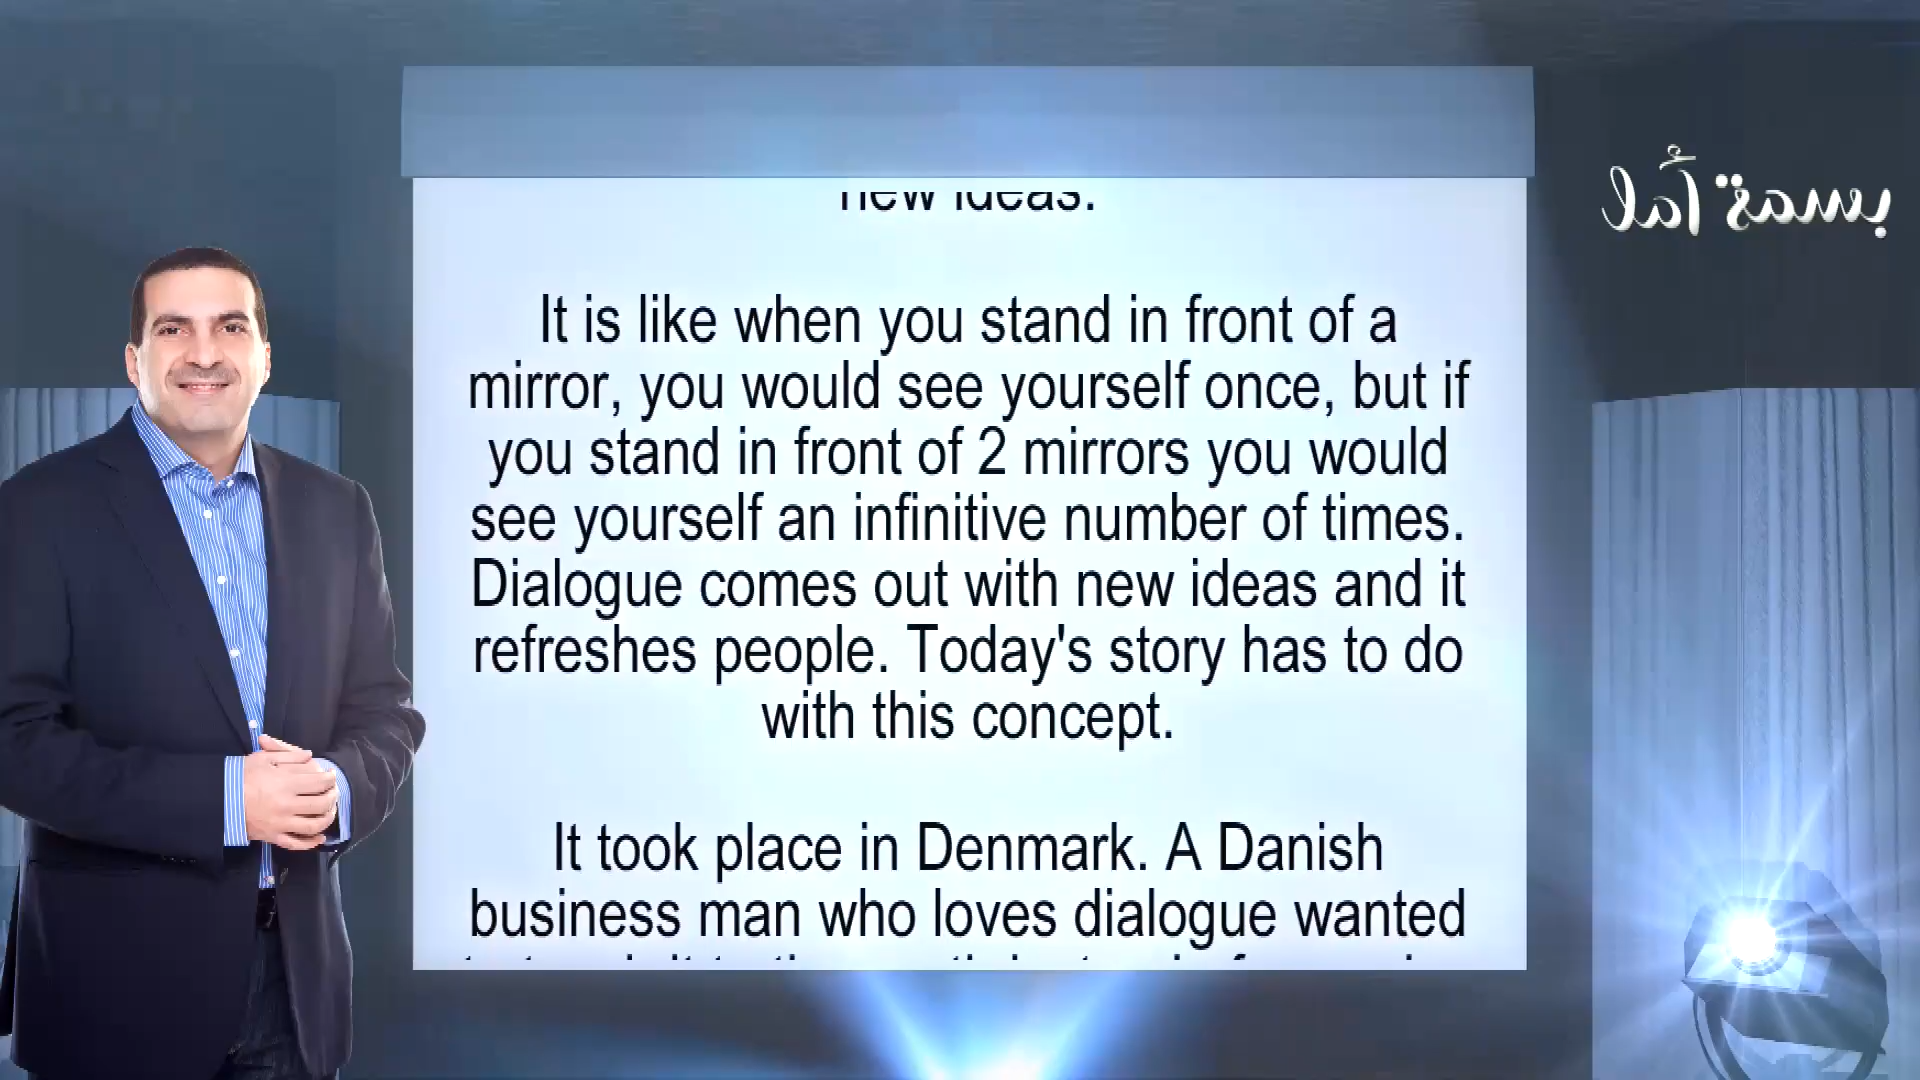 new ideas.
It is like when you stand in front of a
mirror, you would see yourself once, but if
you stand in front of 2 mirrors you would
see yourself an infinitive number of times.
Dialogue comes out with new ideas and it
refreshes people. Today's story has to do
with this concept.
It took place in Denmark. A Danish
business man who loves dialogue wanted